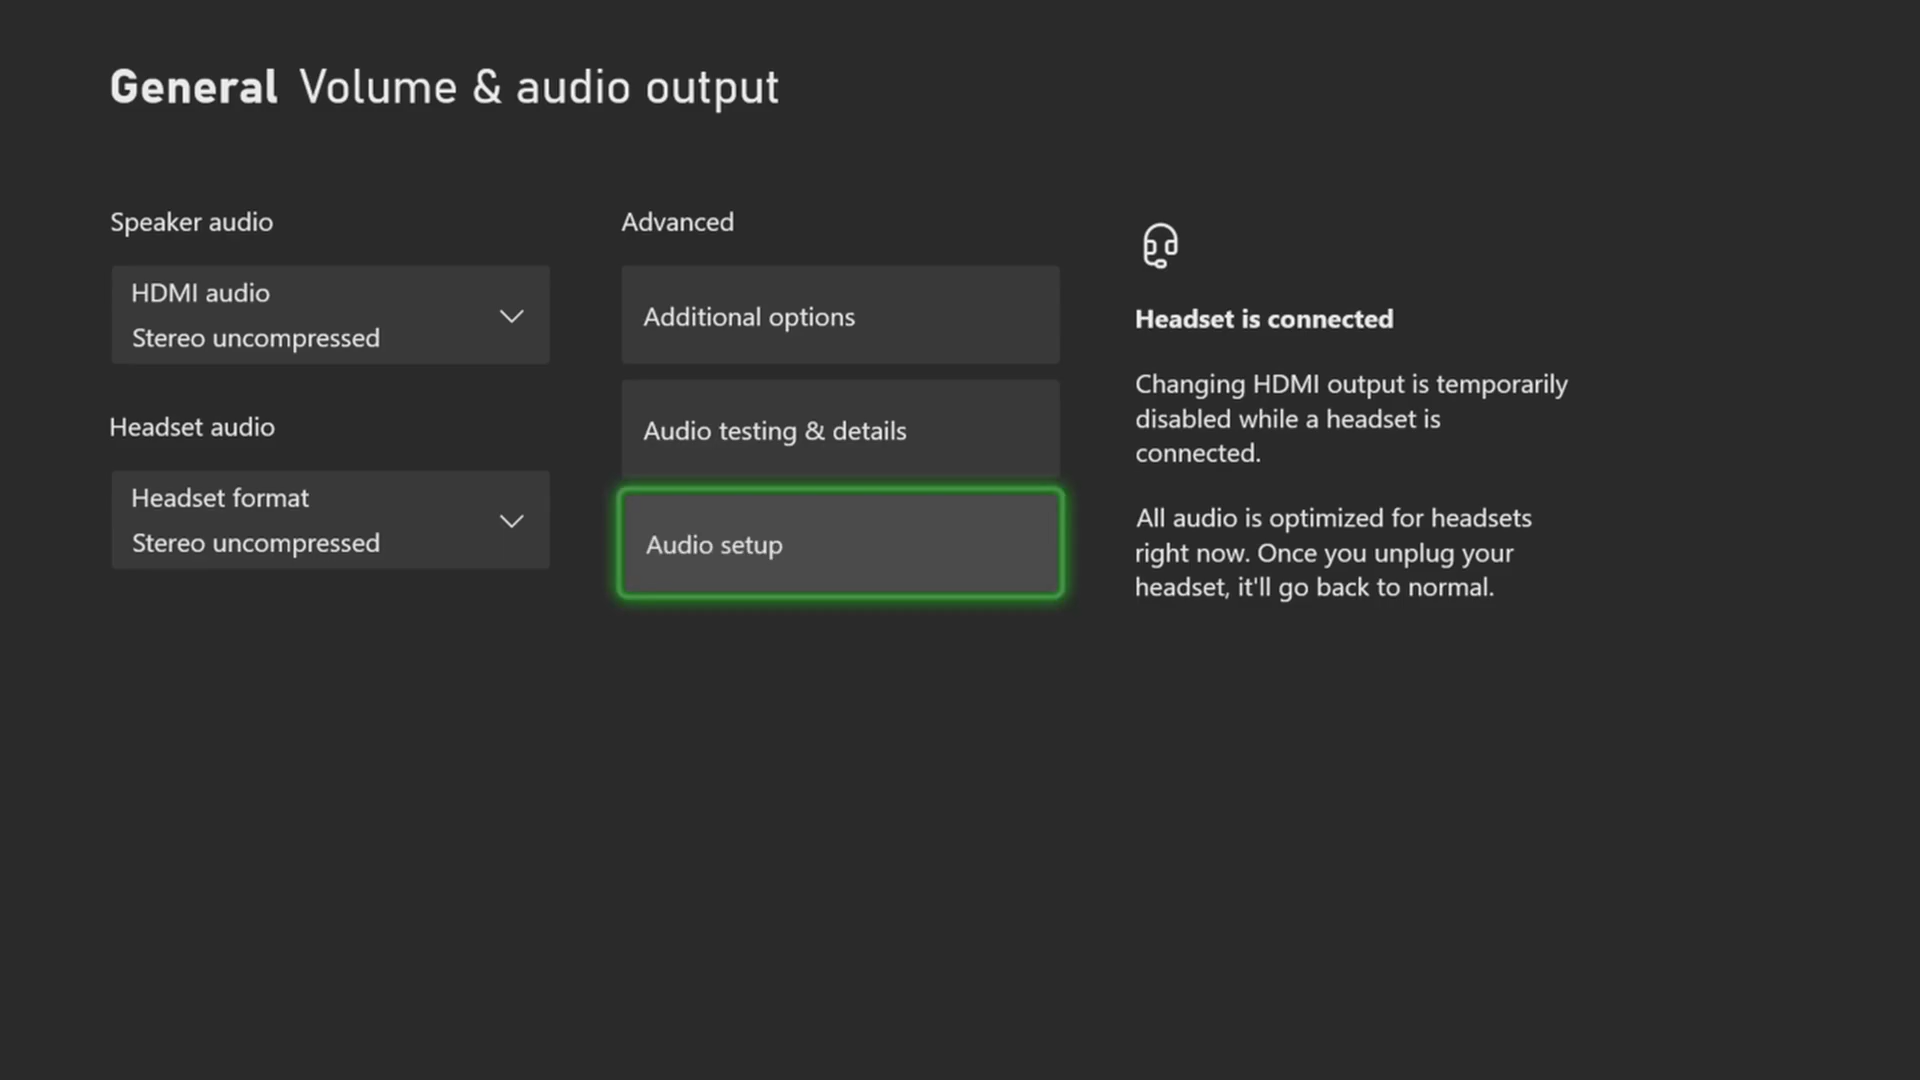 General Volume & audio output
Speaker audio
HDMI audio
Stereo uncompressed
Headset audio
Headset format
Stereo uncompressed
Advanced
Additional options
Audio testing & details
Audio setup
Headset is connected
Changing HDMI output is temporarily
disabled while a headset is
connected.
All audio is optimized for headsets
right now. Once you unplug your
headset, it'll go back to normal.